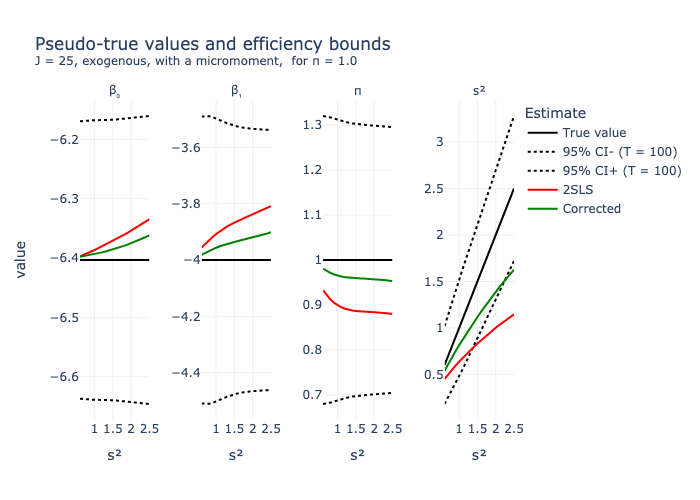 Pseudo-true values and efficiency bounds
J = 25, exogenous, with a micromoment,  for π = 1.0
β₀
β₁
π
s²
value
−6.2
−6.3
−6.4
−6.5
−6.6
−3.6
−3.8
−4
−4.2
−4.4
1.3
1.2
1.1
1
0.9
0.8
0.7
3
2.5
2
1.5
1
0.5
1 1.5 2 2.5
1 1.5 2 2.5
1 1.5 2 2.5
1 1.5 2 2.5
s²
s²
s²
s²
Estimate
True value
95% CI- (T = 100)
95% CI+ (T = 100)
2SLS
Corrected